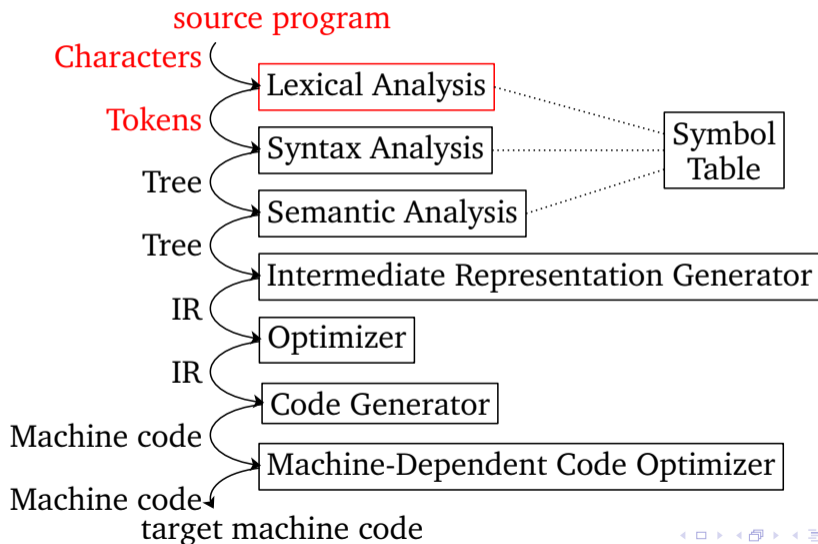 source program
Characters
Lexical Analysis
Tokens
Syntax Analysis
Symbol
Table
Tree
Semantic Analysis
Tree
Intermediate Representation Generator
IR
Optimizer
IR
Code Generator
Machine code
Machine-Dependent Code Optimizer
Machine code
target machine code